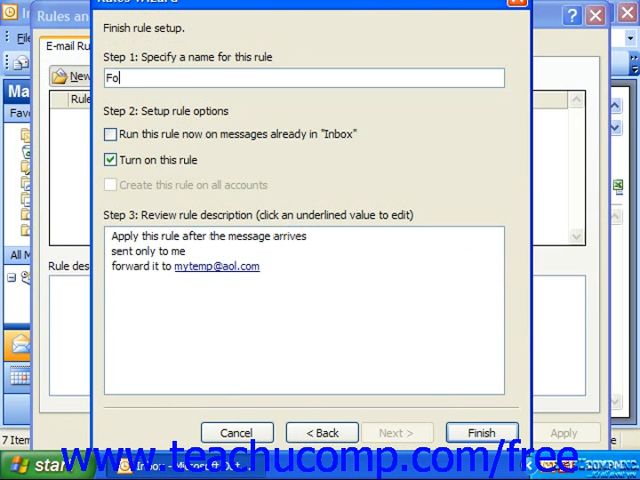 Rules and
E-mail Ru
New
Rule
Rule des
Ma
Favo
All M
7 Item
Finish rule setup.
Step 1: Specify a name for this rule
Fo
Step 2: Setup rule options
Run this rule now on messages already in "Inbox"
Turn on this rule
Create this rule on all accounts
Step 3: Review rule description (click an underlined value to edit)
Apply this rule after the message arrives
sent only to me
forward it to mytemp@aol.com
Cancel
< Back
Next >
Finish
Apply
start
Inbox - Microsoft Out...
www.teachucomp.com/free